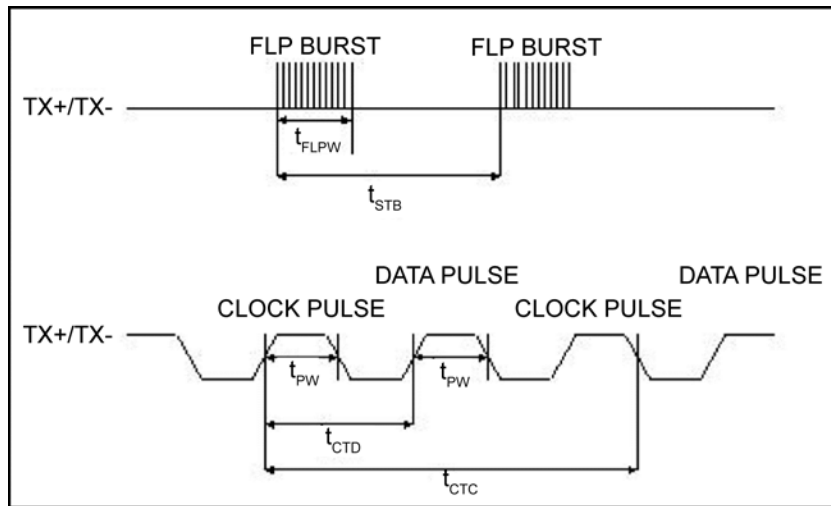 FLP BURST FLP BURST
TX+/TX-
tFLPW
tSTB
DATA PULSE DATA PULSE
CLOCK PULSE CLOCK PULSE
TX+/TX-
tPW tPW
tCTD
tCTC